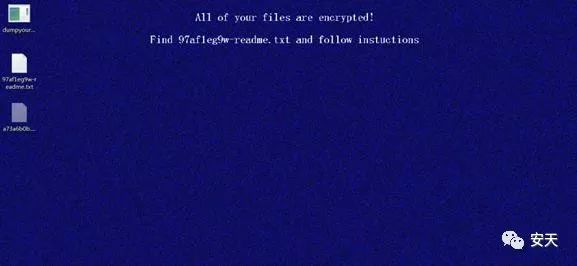 All of your files are encrypted!
Find 97af1eg9w-readme.txt and follow instuctions
dumpyour...
97af1eg9w-r
eadme.txt
a73a6b0b...
安天